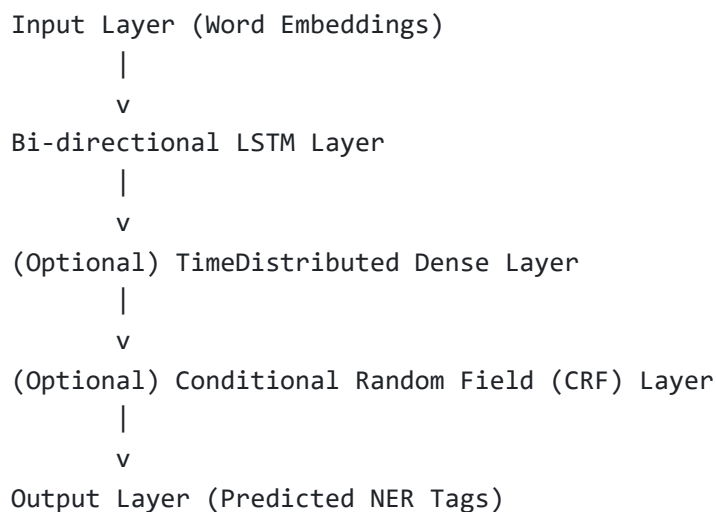 Input Layer (Word Embeddings)
|
v
Bi-directional LSTM Layer
|
v
(Optional) TimeDistributed Dense Layer
|
v
(Optional) Conditional Random Field (CRF) Layer
|
v
Output Layer (Predicted NER Tags)